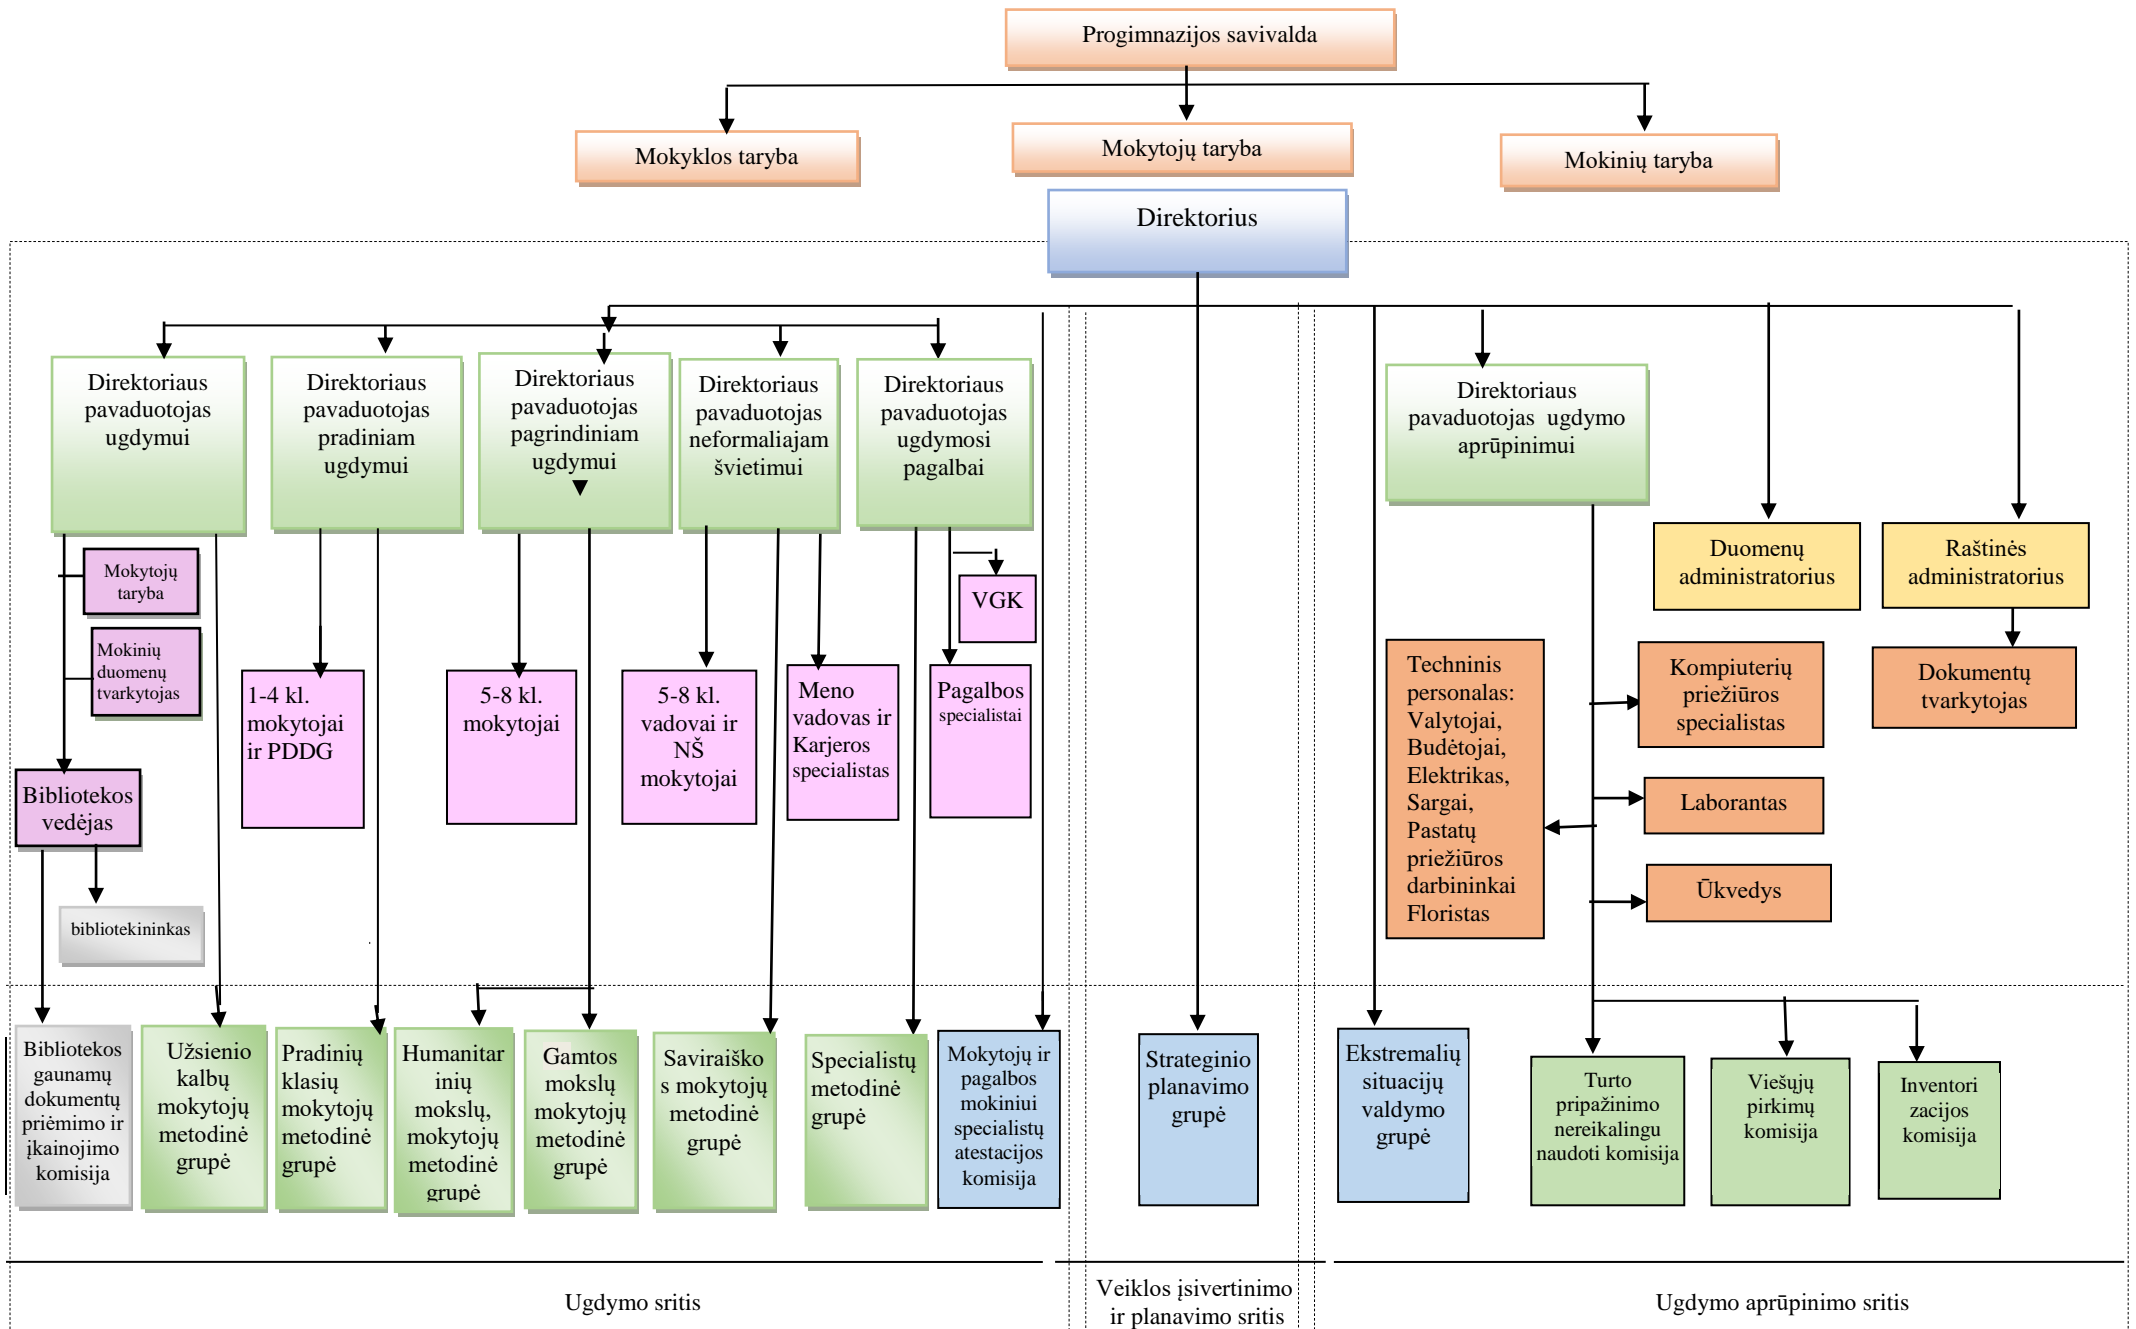 Progimnazijos savivalda
Mokyklos taryba
Mokytojų taryba
Mokinių taryba
Direktorius
Direktoriaus
pavaduotojas
ugdymui
Direktoriaus
pavaduotojas
pradiniam
ugdymui
Direktoriaus
pavaduotojas
pagrindiniam
ugdymui
Direktoriaus
pavaduotojas
neformaliajam
švietimui
Direktoriaus
pavaduotojas
ugdymosi
pagalbai
Direktoriaus
pavaduotojas ugdymo
aprūpinimui
Duomenų
administratorius
Raštinės
administratorius
Mokytojų
taryba
Mokinių
duomenų
tvarkytojas
VGK
1-4 kl.
mokytojai
ir PDDG
5-8 kl.
mokytojai
5-8 kl.
vadovai ir
NŠ
mokytojai
Meno
vadovas ir
Karjeros
specialistas
Pagalbos
specialistai
Techninis
personalas:
Valytojai,
Budėtojai,
Elektrikas,
Sargai,
Pastatų
priežiūros
darbininkai
Floristas
Kompiuterių
priežiūros
specialistas
Dokumentų
tvarkytojas
Laborantas
Ūkvedys
Bibliotekos
vedėjas
bibliotekininkas
Bibliotekos
gaunamų
dokumentų
priėmimo ir
įkainojimo
komisija
Užsienio
kalbų
mokytojų
metodinė
grupė
Pradinių
klasių
mokytojų
metodinė
grupė
Humanitar
inių
mokslų,
mokytojų
metodinė
grupė
Gamtos
mokslų
mokytojų
metodinė
grupė
Saviraiško
s mokytojų
metodinė
grupė
Specialistų
metodinė
grupė
Mokytojų ir
pagalbos
mokiniui
specialistų
atestacijos
komisija
Strateginio
planavimo
grupė
Ekstremalių
situacijų
valdymo
grupė
Turto
pripažinimo
nereikalingu
naudoti komisija
Viešųjų
pirkimų
komisija
Inventori
zacijos
komisija
Ugdymo sritis
Veiklos įsivertinimo
ir planavimo sritis
Ugdymo aprūpinimo sritis